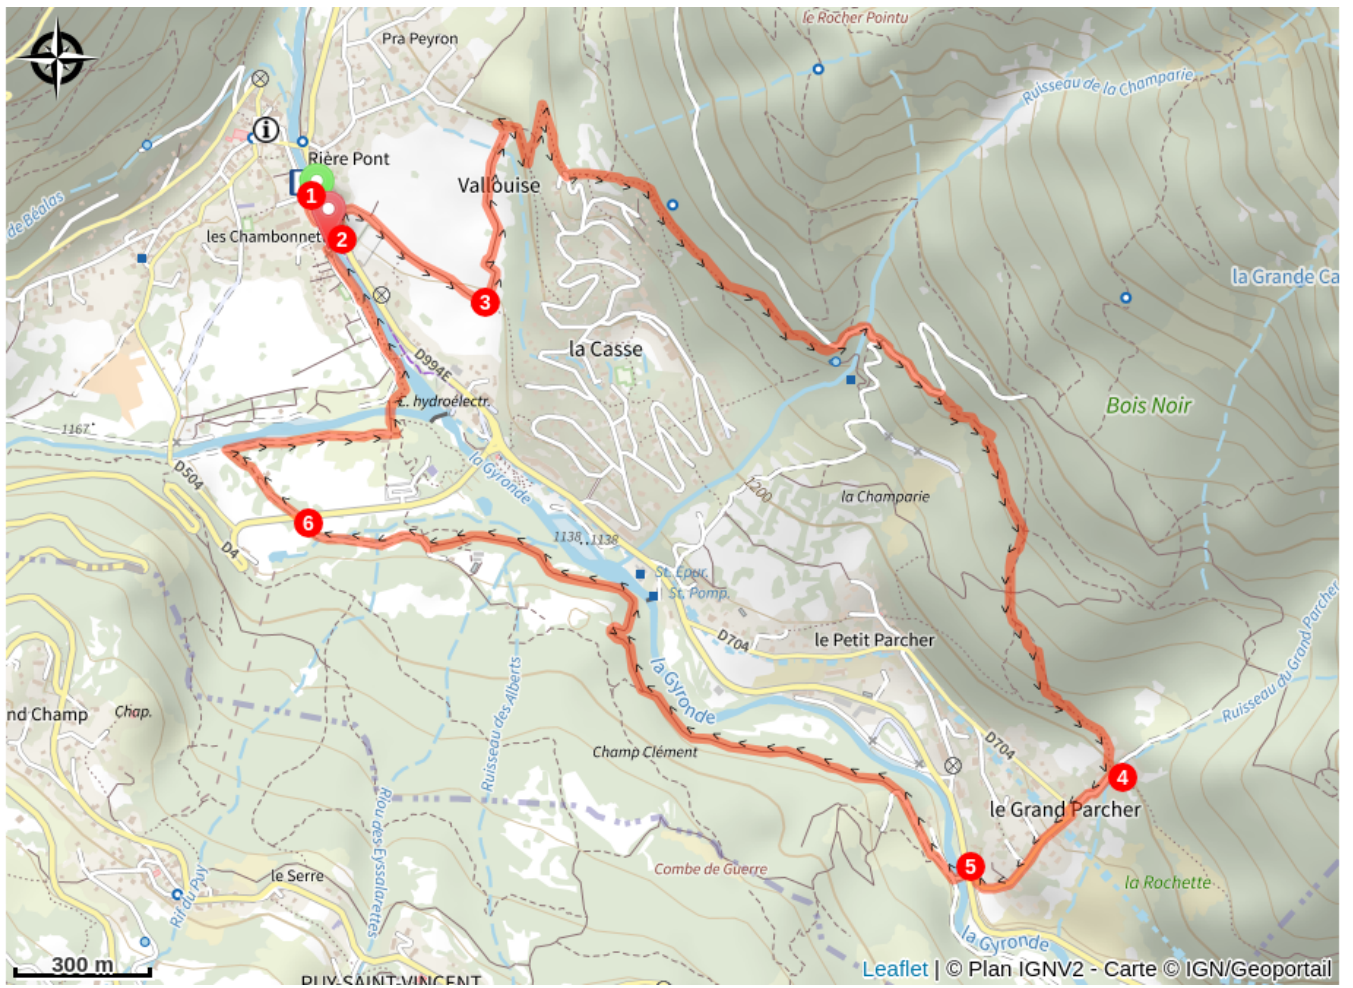 le Rocher Pointu
Pra Peyron
Ruisseau de la Champarie
i
Rière Pont
1
Vallouise
de Béalas
les Chambonnet
2
la Grande Ca
3
la Casse
D994E
Bois Noir
. hydroélectr.
1167
la Gyronde
D504
1200
la Champarie
6
1138
1138
D4
St. Epur.
St. Pomp.
Ruisseau du Grand Parcher
D704
le Petit Parcher
la Gyronde
Ruisseau des Alberts
nd Champ
Chap.
D704
Champ Clément
4
le Grand Parcher
Riou des Eyssalarettes
5
Combe de Guerre
le Serre
la Rochette
Rif du Puy
la Gyronde
300 m
PUY-SAINT-VINCENT
Leaflet | © Plan IGNV2 - Carte © IGN/Geoportail